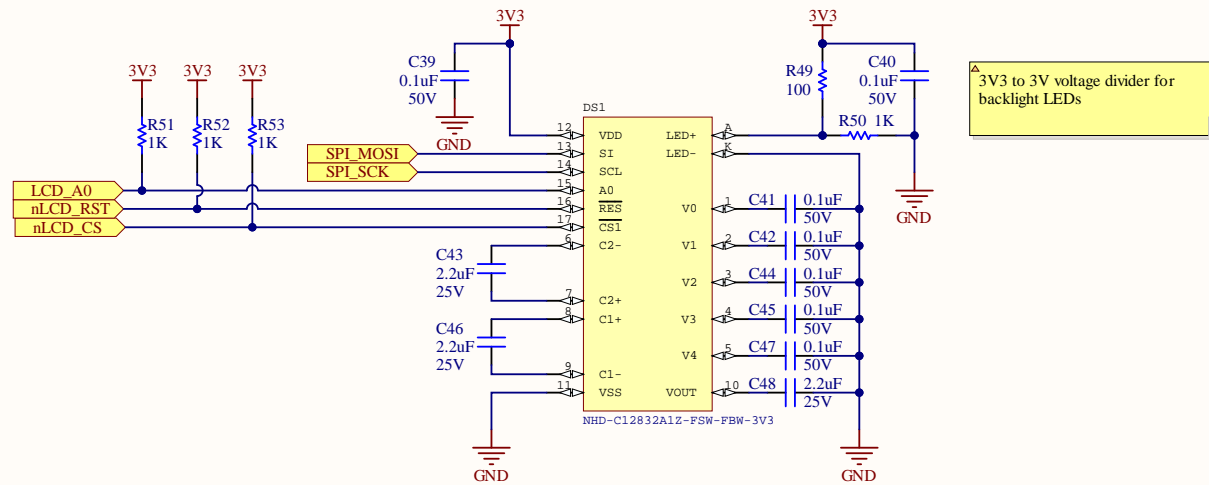 3V3
3V3
C39
0.1uF
50V
GND
R49
100
C40
0.1uF
50V
3V3 to 3V voltage divider for
backlight LEDs
3V3
3V3
3V3
R51
1K
R52
1K
R53
1K
DS1
R50 1K
GND
SPI_MOSI
SPI_SCK
LCD_A0
nLCD_RST
nLCD_CS
12 VDD
13 SI
14 SCL
15 A0
16 RES
17 CS1
6 C2-
7 C2+
8 C1+
9 C1-
11 VSS
LED+ A
LED- K
V0 1
V1 2
V2 3
V3 4
V4 5
VOUT 10
C41 0.1uF
50V
C42 0.1uF
50V
C44 0.1uF
50V
C45 0.1uF
50V
C47 0.1uF
50V
C48 2.2uF
25V
C43
2.2uF
25V
C46
2.2uF
25V
NHD-C12832A1Z-FSW-FBW-3V3
GND
GND